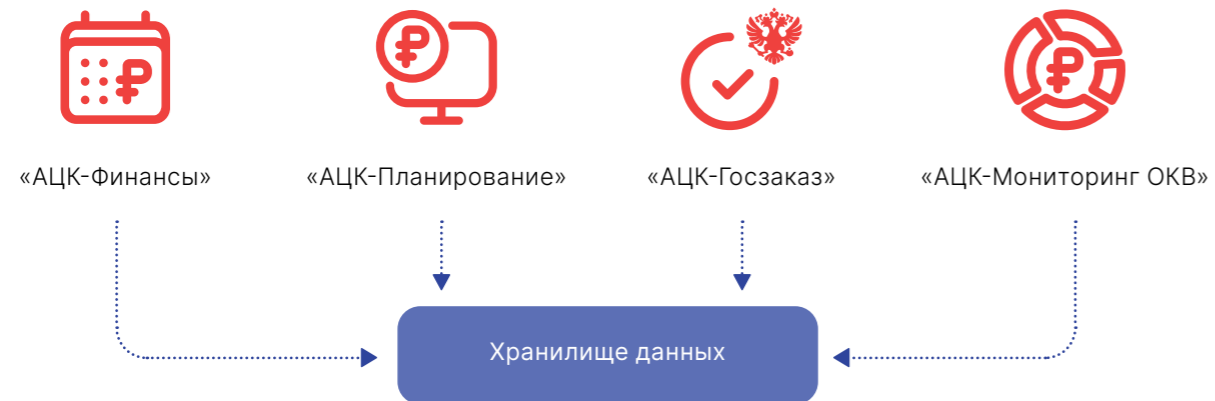 «АЦК-Финансы»
«АЦК-Планирование»
«АЦК-Госзаказ»
«АЦК-Мониторинг ОКВ»
Хранилище данных